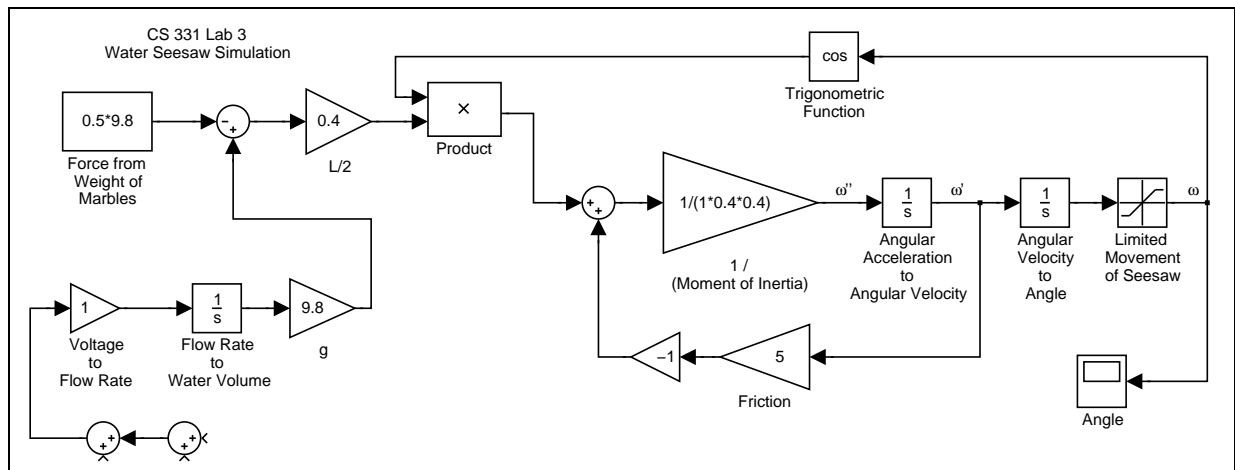 CS 331 Lab 3
Water Seesaw Simulation
0.5*9.8
Force from
Weight of
Marbles
-
+
0.4
L/2
×
Product
cos
Trigonometric
Function
+
+
1/(1*0.4*0.4)
1 /
(Moment of Inertia)
ω''
1
s
Angular
Acceleration
to
Angular Velocity
ω'
1
s
Angular
Velocity
to
Angle
Limited
Movement
of Seesaw
ω
1
Voltage
to
Flow Rate
1
s
Flow Rate
to
Water Volume
9.8
g
−1
5
Friction
Angle
+
+
+
+